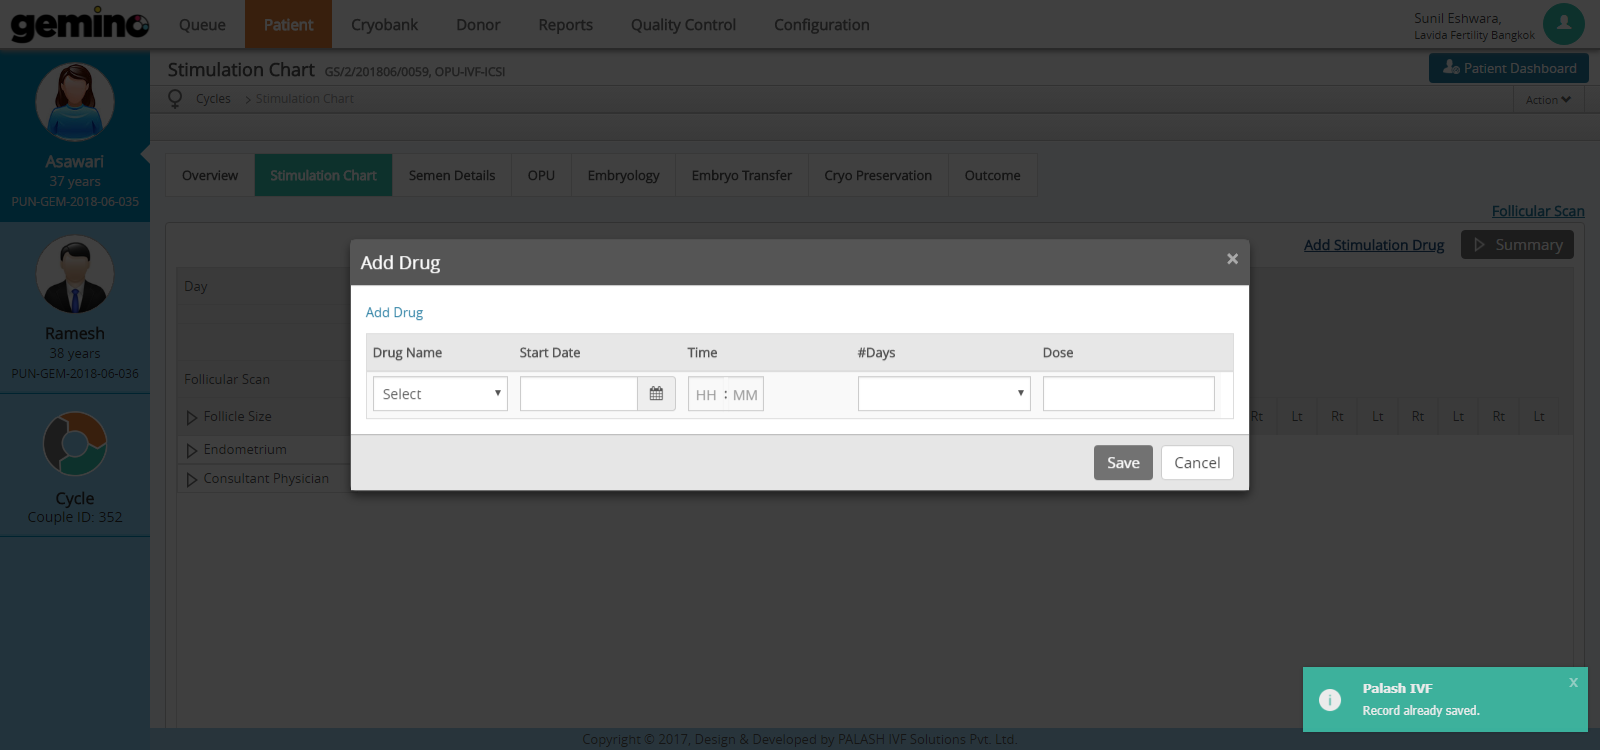 gemino Queue Patient Cryobank Donor Reports Quality Control Configuration
Sunil Eshwara,
Lavida Fertility Bangkok
Stimulation Chart GS/2/201806/0059, OPU-IVF-ICSI
Patient Dashboard
Cycles > Stimulation Chart
Action
Asawari
37 years
PUN-GEM-2018-06-035
Ramesh
38 years
PUN-GEM-2018-06-036
Cycle
Couple ID: 352
Overview Stimulation Chart Semen Details OPU Embryology Embryo Transfer Cryo Preservation Outcome
Follicular Scan
Add Stimulation Drug Summary
Day
Follicular Scan
Follicle Size
Rt Lt Rt Lt Rt Lt Rt Lt
Endometrium
Consultant Physician
Add Drug ×
Add Drug
Drug Name Start Date Time #Days Dose
Select HH : MM
Save Cancel
Palash IVF x
i
Record already saved.
Copyright © 2017, Design & Developed by PALASH IVF Solutions Pvt. Ltd.